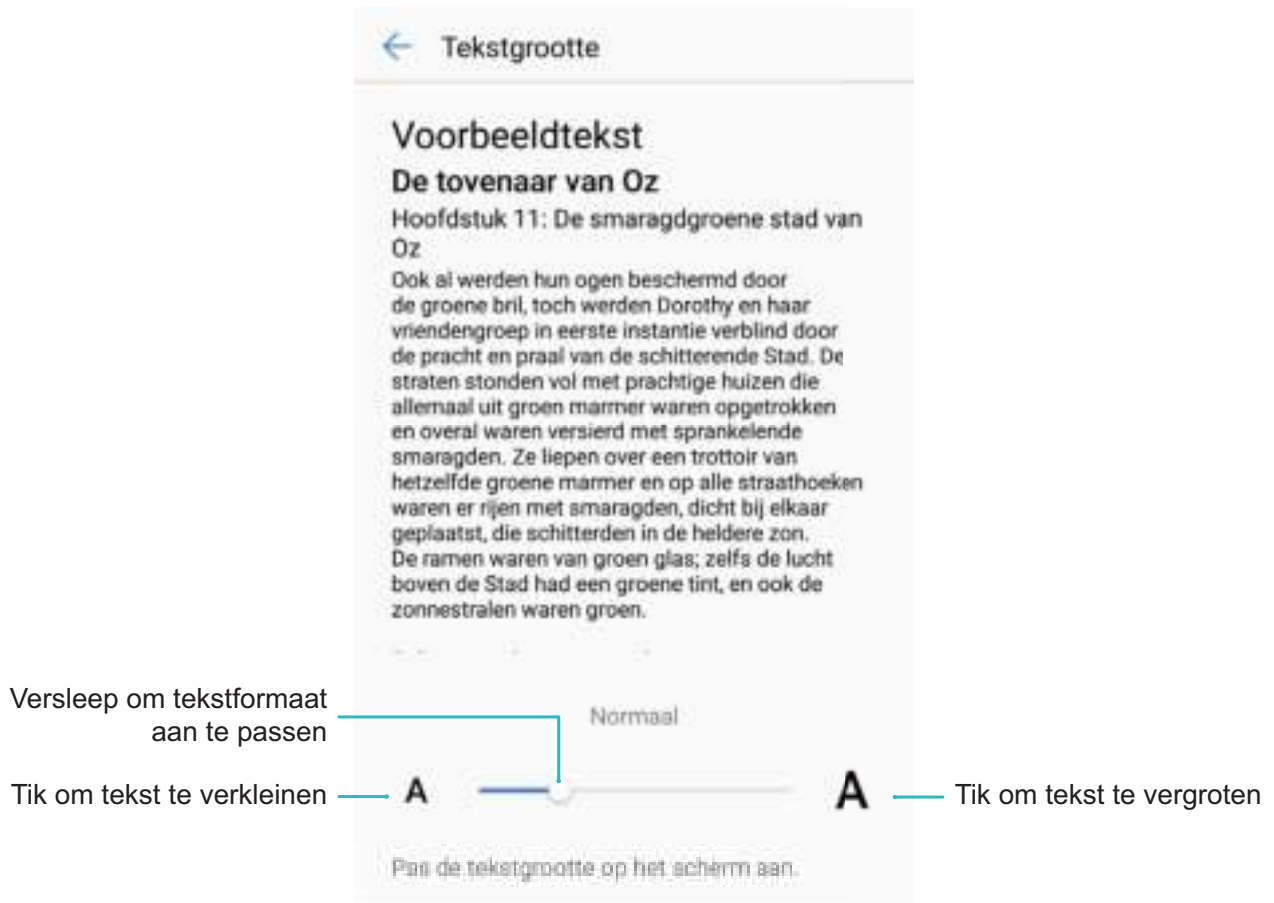 Tekstgrootte
Voorbeeldtekst
De tovenaar van Oz
Hoofdstuk 11: De smaragdgroene stad van
Oz
Ook al werden hun ogen beschermd door
de groene bril, toch werden Dorothy en haar
vriendengroep in eerste instantie verblind door
de pracht en praal van de schitterende Stad. De
straten stonden vol met prachtige huizen die
allemaal uit groen marmer waren opgetrokken
en overal waren versierd met sprankelende
smaragden. Ze liepen over een trottoir van
hetzelfde groene marmer en op alle straathoeken
waren er rijen met smaragden, dicht bij elkaar
geplaatst, die schitterden in de heldere zon.
De ramen waren van groen glas; zelfs de lucht
boven de Stad had een groene tint, en ook de
zonnestralen waren groen.
Versleep om tekstformaat
aan te passen
Normaal
Tik om tekst te verkleinen
A
A
Tik om tekst te vergroten
Pas de tekstgrootte op het scherm aan.